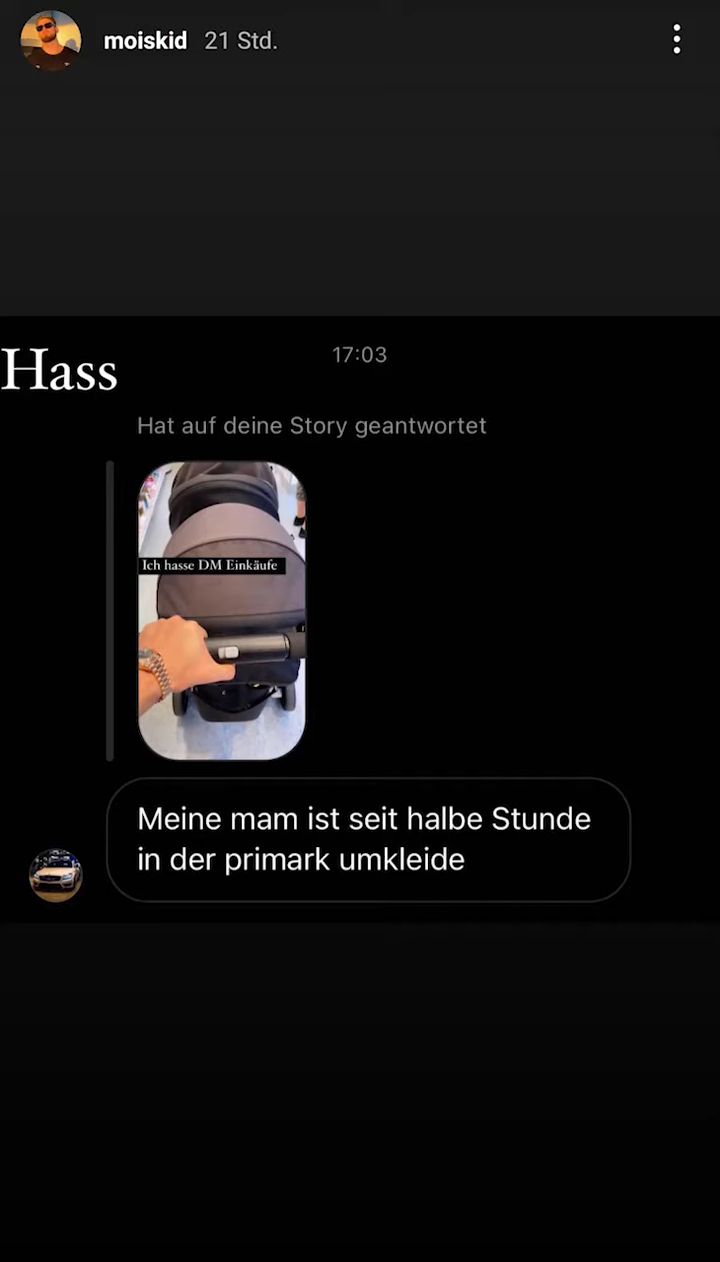 moiskid 21 Std.
17:03
Hass
Hat auf deine Story geantwortet
Ich hasse DM Einkäufe
Meine mam ist seit halbe Stunde
in der primark umkleide